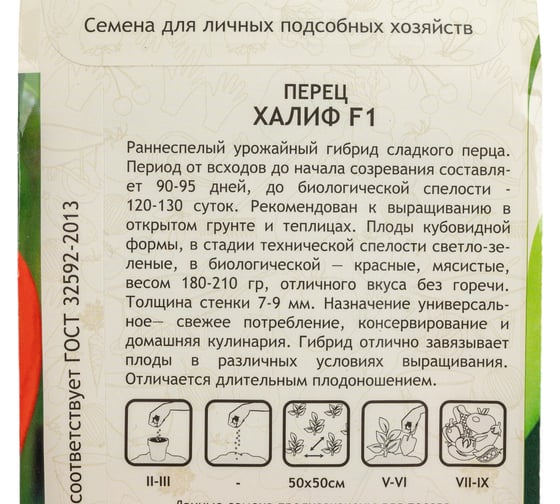 Семена для личных подсобных хозяйств
ПЕРЕЦ
ХАЛИФ F1
Раннеспелый урожайный гибрид сладкого перца.
Период от всходов до начала созревания составля-
ет 90-95 дней, до биологической спелости -
120-130 суток. Рекомендован к выращиванию в
открытом грунте и теплицах. Плоды кубовидной
формы, в стадии технической спелости светло-зе-
леные, в биологической — красные, мясистые,
весом 180-210 гр, отличного вкуса без горечи.
Толщина стенки 7-9 мм. Назначение универсаль-
ное— свежее потребление, консервирование и
домашняя кулинария. Гибрид отлично завязывает
плоды в различных условиях выращивания.
Отличается длительным плодоношением.
II-III - 50x50см V-VI VII-IX
соответствует ГОСТ 32592-2013